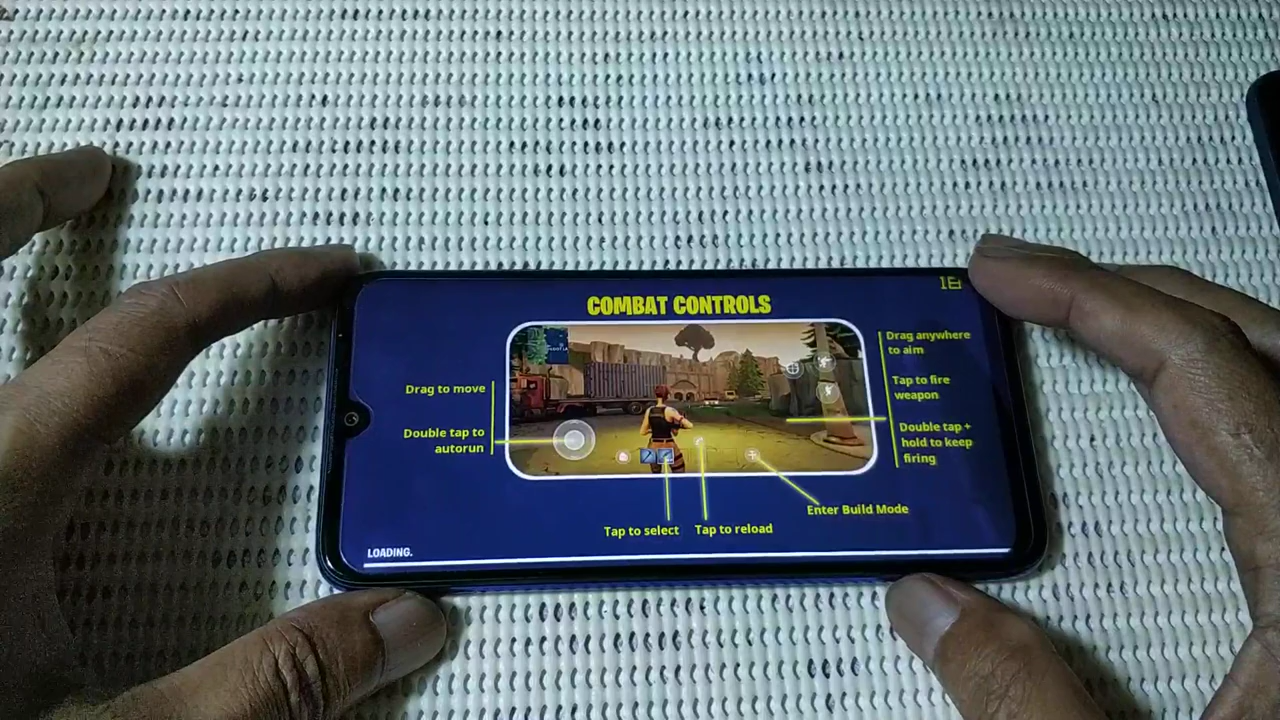 COMBAT CONTROLS
Drag to move
Double tap to
autorun
Drag anywhere
to aim
Tap to fire
weapon
Double tap +
hold to keep
firing
Tap to select
Tap to reload
Enter Build Mode
LOADING.